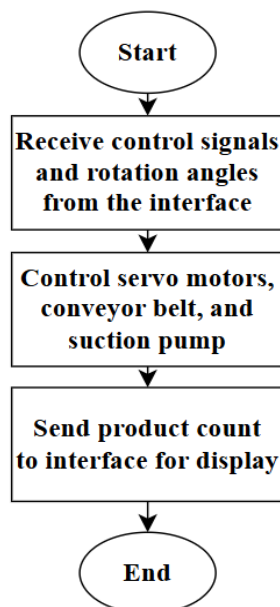 Start
Receive control signals
and rotation angles
from the interface
Control servo motors,
conveyor belt, and
suction pump
Send product count
to interface for display
End